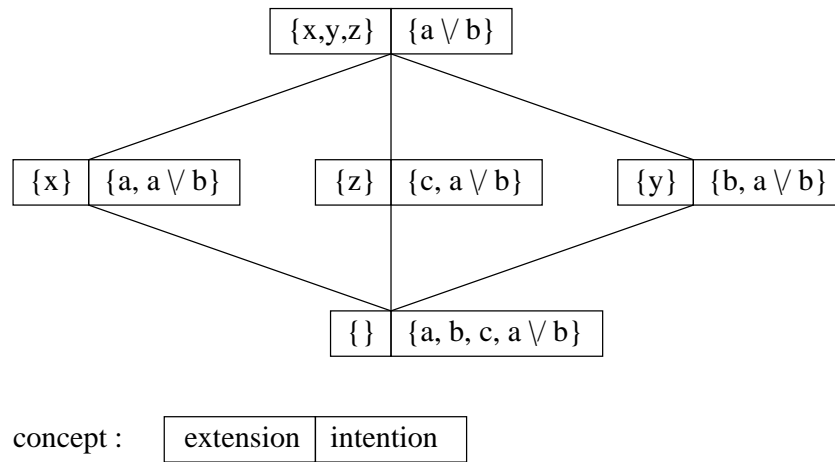 {x,y,z} {a \/ b}
{x} {a, a \/ b} {z} {c, a \/ b} {y} {b, a \/ b}
{} {a, b, c, a \/ b}
concept : extension intention